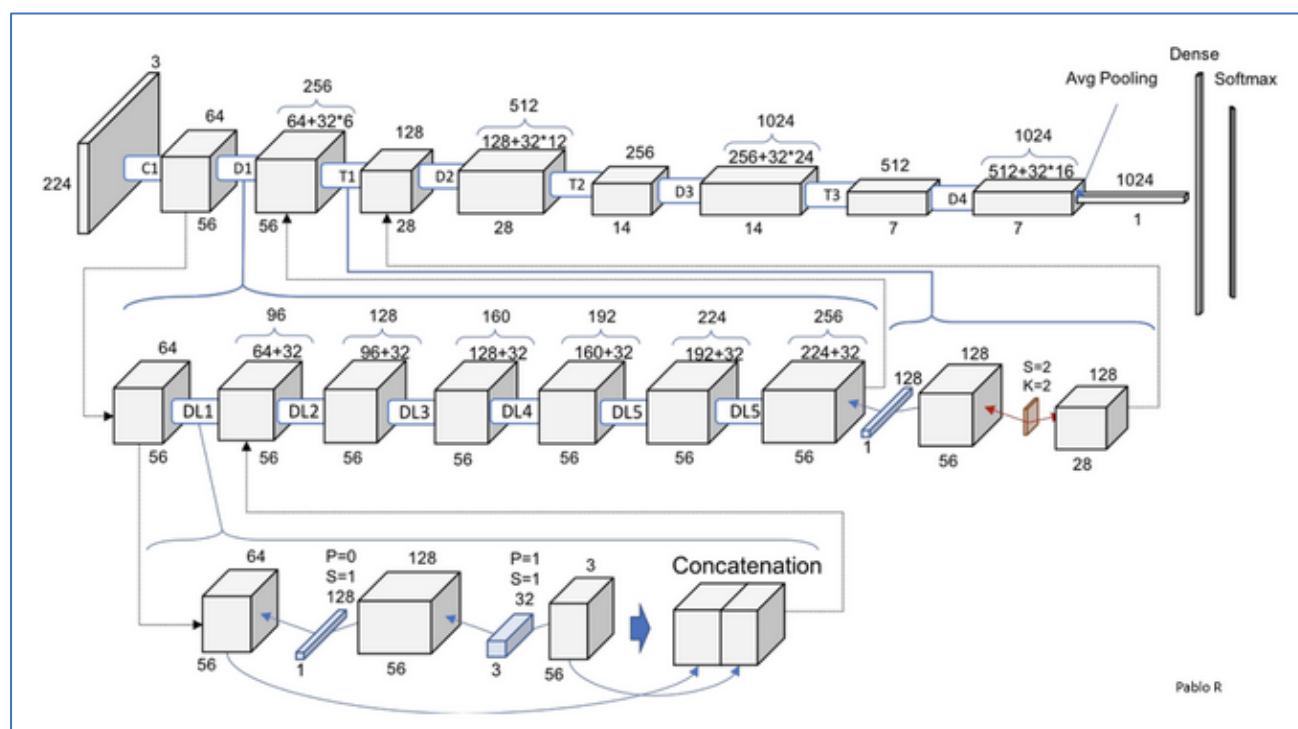 3
224
C1
64
56
D1
256
64+32*6
56
T1
128
28
D2
512
128+32*12
28
T2
256
14
D3
1024
256+32*24
14
T3
512
7
D4
1024
512+32*16
7
Avg Pooling
1024
1
Dense
Softmax
64
56
DL1
96
64+32
56
DL2
128
96+32
56
DL3
160
128+32
56
DL4
192
160+32
56
DL5
224
192+32
56
DL5
256
224+32
56
128
1
128
56
S=2
K=2
128
28
64
56
P=0
S=1
128
1
128
56
P=1
S=1
32
3
3
56
Concatenation
Pablo R